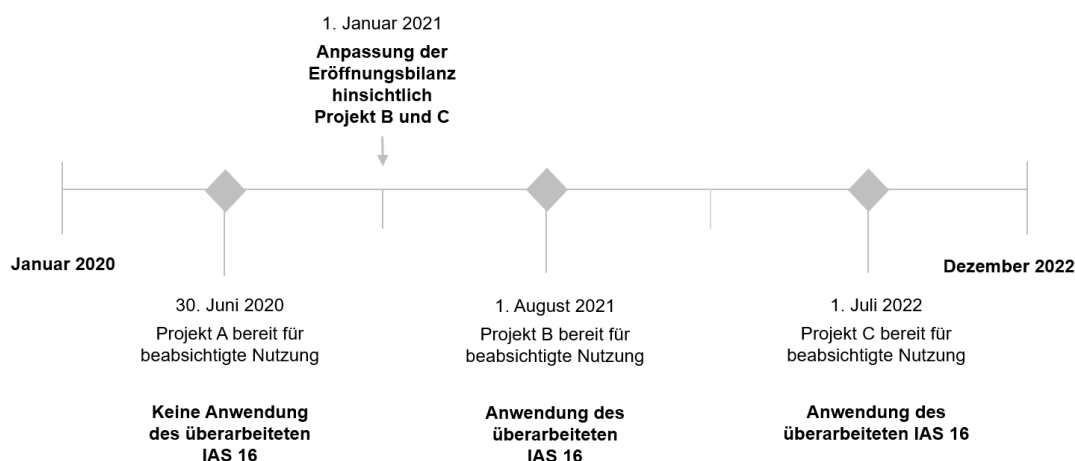 1. Januar 2021
Anpassung der
Eröffnungsbilanz
hinsichtlich
Projekt B und C
Januar 2020
Dezember 2022
30. Juni 2020
Projekt A bereit für
beabsichtigte Nutzung
Keine Anwendung
des überarbeiteten
IAS 16
1. August 2021
Projekt B bereit für
beabsichtigte Nutzung
Anwendung des
überarbeiteten
IAS 16
1. Juli 2022
Projekt C bereit für
beabsichtigte Nutzung
Anwendung des
überarbeiteten IAS 16